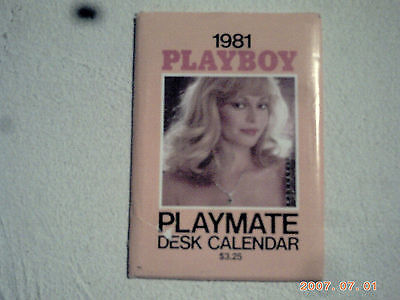 1981
PLAYBOY
PLAYMATE
DESK CALENDAR
$3.25
2007.07.01